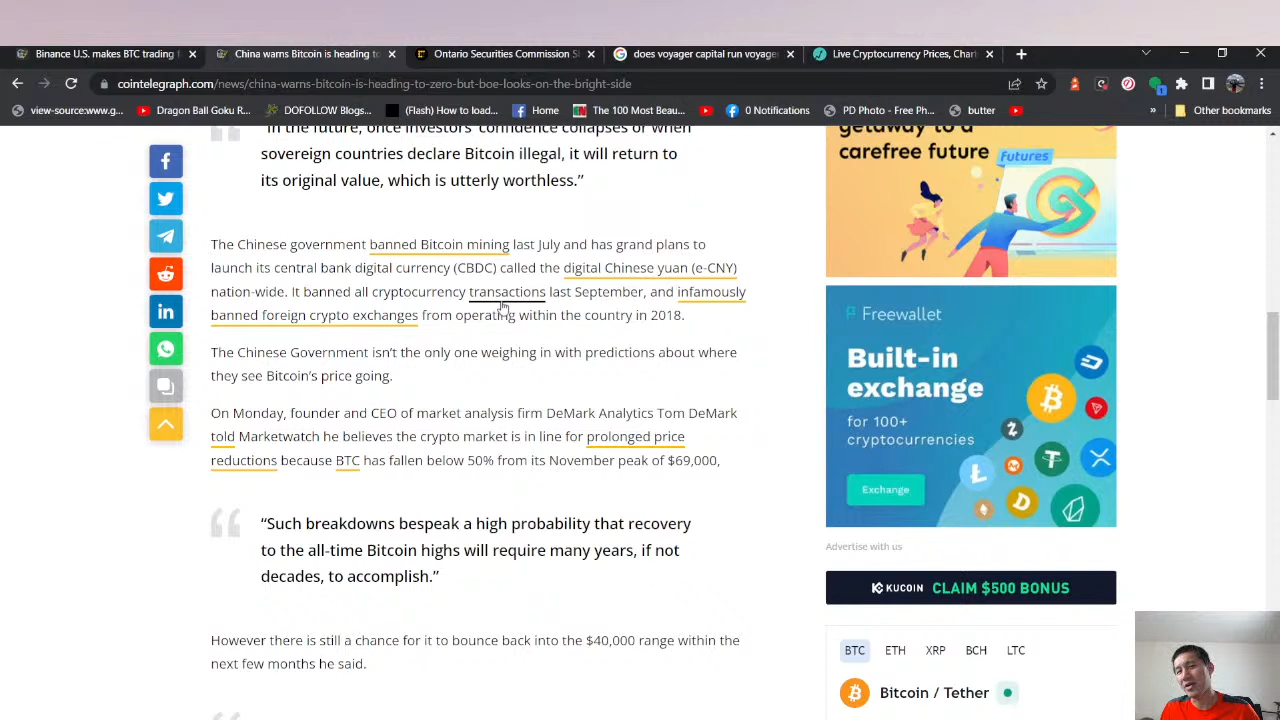 Binance U.S. makes BTC trading f
China warns Bitcoin is heading to
Ontario Securities Commission S
does voyager capital run voyage
Live Cryptocurrency Prices, Chart
cointelegraph.com/news/china-warns-bitcoin-is-heading-to-zero-but-boe-looks-on-the-bright-side
view-source:www.g...
Dragon Ball Goku R...
DOFOLLOW Blogs...
(Flash) How to load...
Home
The 100 Most Beau...
0 Notifications
PD Photo - Free Ph...
butter
»
Other bookmarks
"In the future, once investors' confidence collapses or when
sovereign countries declare Bitcoin illegal, it will return to
its original value, which is utterly worthless.”
The Chinese government banned Bitcoin mining last July and has grand plans to
launch its central bank digital currency (CBDC) called the digital Chinese yuan (e-CNY)
nation-wide. It banned all cryptocurrency transactions last September, and infamously
banned foreign crypto exchanges from operating within the country in 2018.
The Chinese Government isn’t the only one weighing in with predictions about where
they see Bitcoin’s price going.
On Monday, founder and CEO of market analysis firm DeMark Analytics Tom DeMark
told Marketwatch he believes the crypto market is in line for prolonged price
reductions because BTC has fallen below 50% from its November peak of $69,000,
“Such breakdowns bespeak a high probability that recovery
to the all-time Bitcoin highs will require many years, if not
decades, to accomplish.”
However there is still a chance for it to bounce back into the $40,000 range within the
next few months he said.
getaway to a
carefree future
Futures
Freewallet
Built-in
exchange
for 100+
cryptocurrencies
Exchange
Advertise with us
KUCOIN CLAIM $500 BONUS
BTC
ETH
XRP
BCH
LTC
Bitcoin / Tether